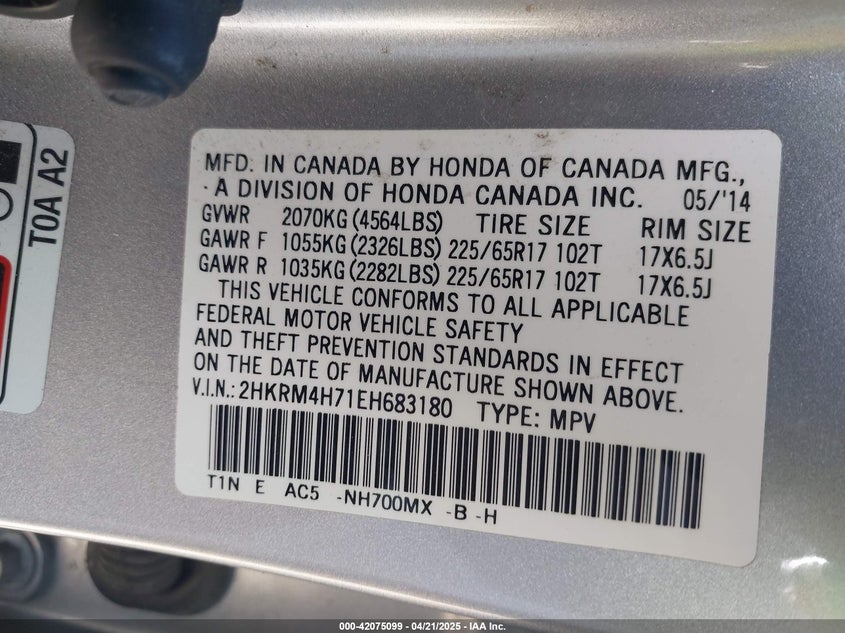 T0A A2
MFD. IN CANADA BY HONDA OF CANADA MFG.,
A DIVISION OF HONDA CANADA INC. 05/'14
GVWR 2070KG (4564LBS) TIRE SIZE RIM SIZE
GAWR F 1055KG (2326LBS) 225/65R17 102T 17X6.5J
GAWR R 1035KG (2282LBS) 225/65R17 102T 17X6.5J
THIS VEHICLE CONFORMS TO ALL APPLICABLE
FEDERAL MOTOR VEHICLE SAFETY
AND THEFT PREVENTION STANDARDS IN EFFECT
ON THE DATE OF MANUFACTURE SHOWN ABOVE.
V.I.N.: 2HKRM4H71EH683180 TYPE: MPV
T1N E AC5 -NH700MX -B -H
000-42075099 - 04/21/2025 - IAA Inc.